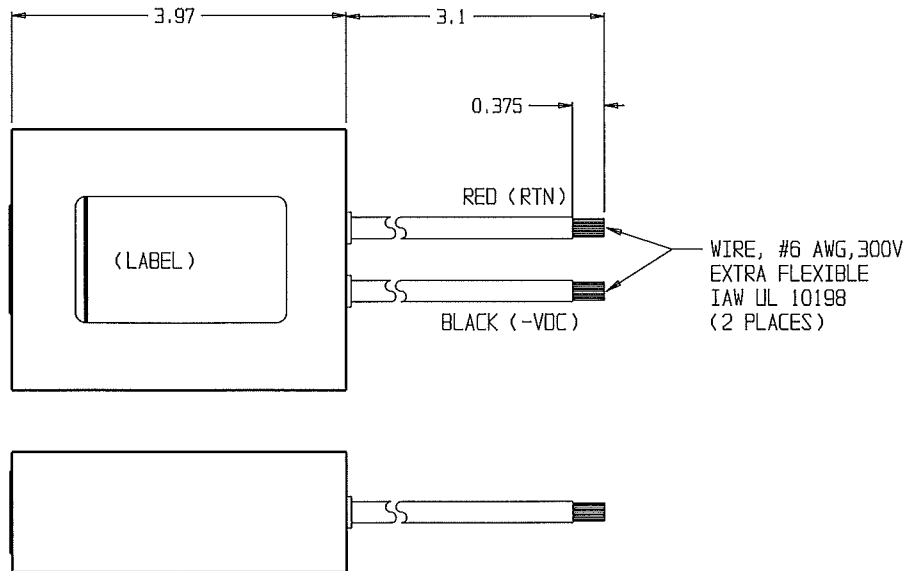 3.97
3.1
0.375
RED (RTN)
(LABEL)
WIRE, #6 AWG,300V
EXTRA FLEXIBLE
IAW UL 10198
(2 PLACES)
BLACK (-VDC)